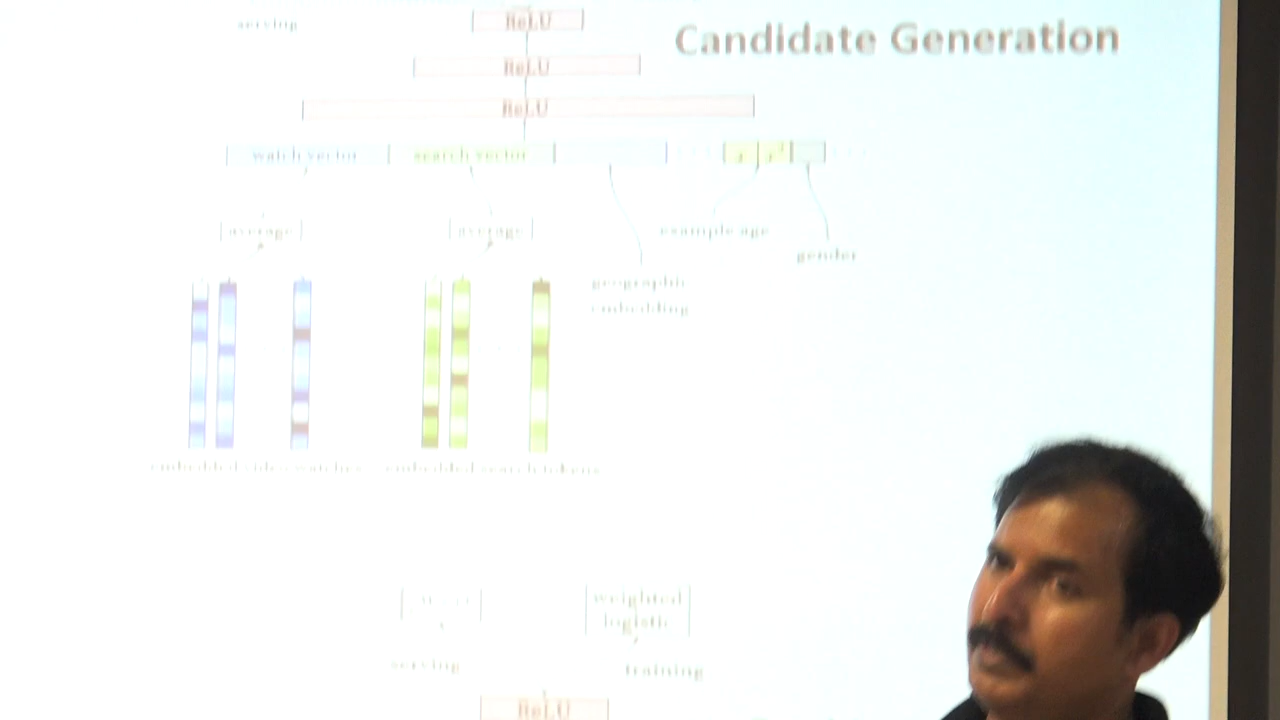 serving
ReLU
Candidate Generation
ReLU
ReLU
watch vector
search vector
average
average
example age
gender
geographic
embedding
embedded video watches
embedded search tokens
weighted
logistic
serving
training
ReLU